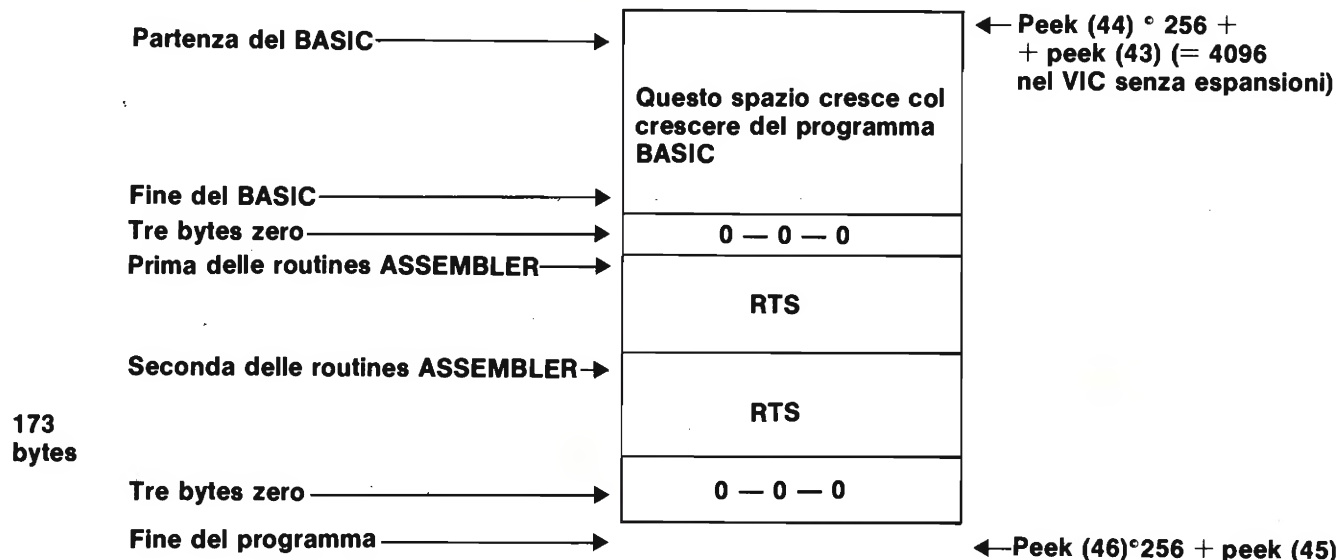 Partenza del BASIC
Peek (44) ° 256 +
+ peek (43) (= 4096
nel VIC senza espansioni)
Questo spazio cresce col
crescere del programma
BASIC
Fine del BASIC
Tre bytes zero
0 — 0 — 0
Prima delle routines ASSEMBLER
RTS
Seconda delle routines ASSEMBLER
RTS
173
bytes
Tre bytes zero
0 — 0 — 0
Fine del programma
Peek (46)°256 + peek (45)